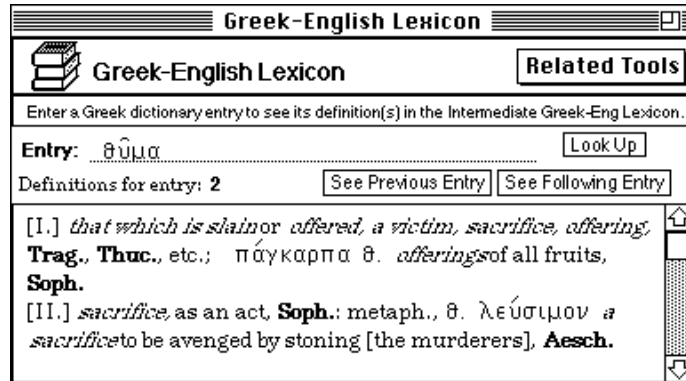 Greek-English Lexicon
Greek-English Lexicon
Related Tools
Enter a Greek dictionary entry to see its definition(s) in the Intermediate Greek-Eng Lexicon.
Entry: θῦμα
Look Up
Definitions for entry: 2
See Previous Entry
See Following Entry
[I.] that which is slain or offered, a victim, sacrifice, offering,
Trag., Thuc., etc.; πάγκαρπα θ. offerings of all fruits,
Soph.
[II.] sacrifice, as an act, Soph.: metaph., θ. λεύσιμον a
sacrifice to be avenged by stoning [the murderers], Aesch.